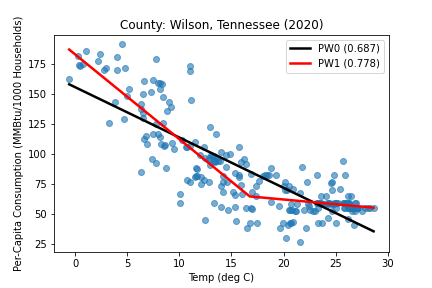 County: Wilson, Tennessee (2020)
PW0 (0.687)
PW1 (0.778)
Per-Capita Consumption (MMBtu/1000 Households)
175
150
125
100
75
50
25
0 5 10 15 20 25 30
Temp (deg C)